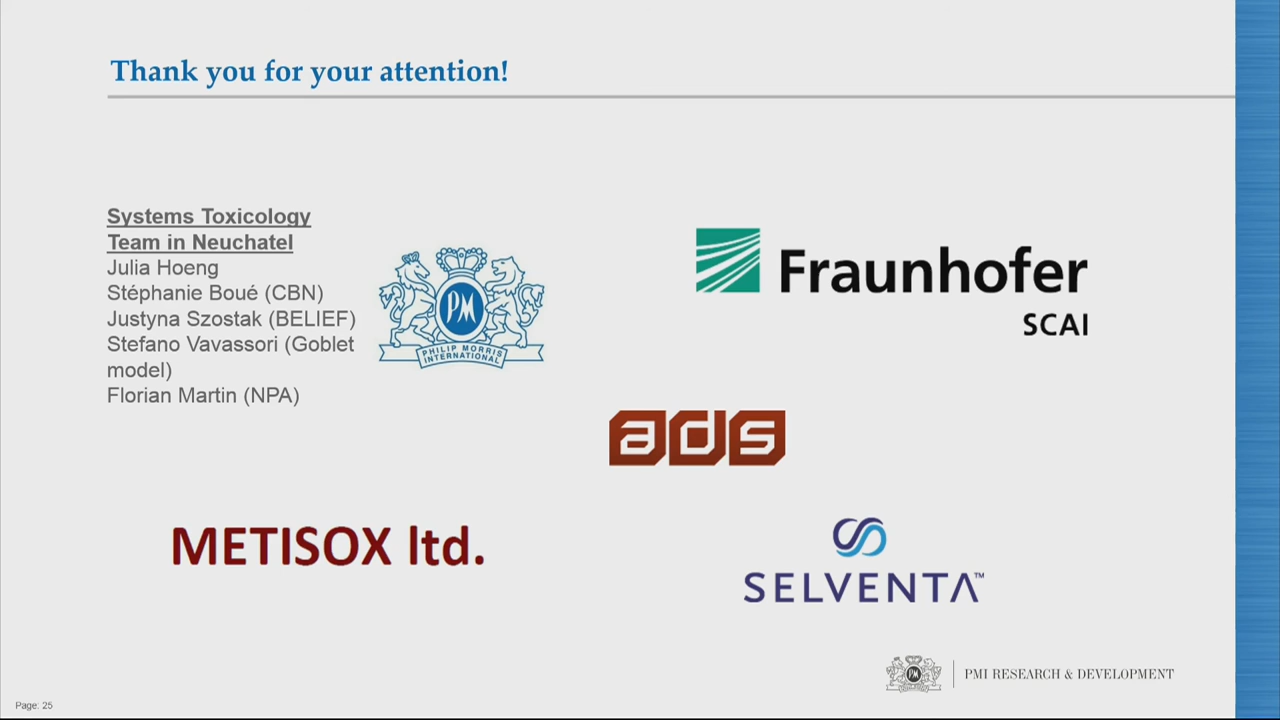 Thank you for your attention!
Systems Toxicology
Team in Neuchatel
Julia Hoeng
Stéphanie Boué (CBN)
Justyna Szostak (BELIEF)
Stefano Vavassori (Goblet
model)
Florian Martin (NPA)
PM
PHILIP MORRIS
INTERNATIONAL
Fraunhofer
SCAI
ads
METISOX ltd.
SELVENTA™
PM
PMI RESEARCH & DEVELOPMENT
Page: 25